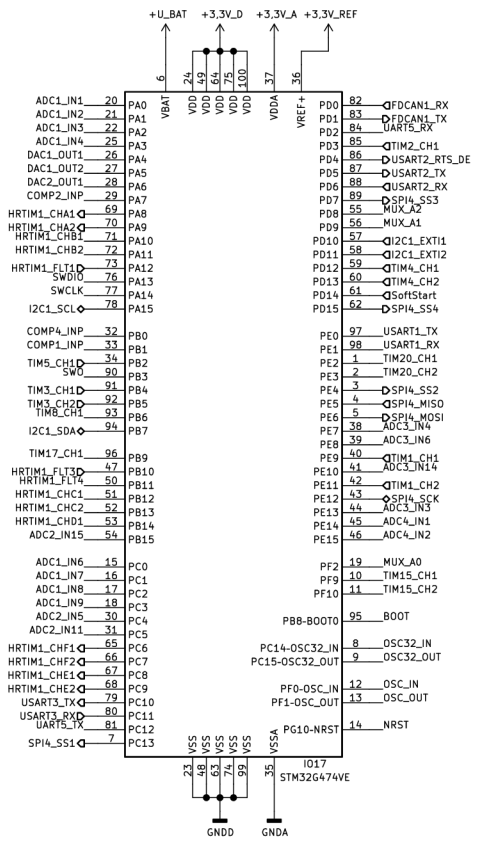 +U_BAT +3,3V_D +3,3V_A +3,3V_REF
6 24 49 64 75 100 37 36
VBAT VDD VDD VDD VDD VDD VDDA VREF+
ADC1_IN1 20 PA0 PD0 82 FDCAN1_RX
ADC1_IN2 21 PA1 PD1 83 FDCAN1_TX
ADC1_IN3 22 PA2 PD2 84 UART5_RX
ADC1_IN4 25 PA3 PD3 85 TIM2_CH1
DAC1_OUT1 26 PA4 PD4 86 USART2_RTS_DE
DAC1_OUT2 27 PA5 PD5 87 USART2_TX
DAC2_OUT1 28 PA6 PD6 88 USART2_RX
COMP2_INP 29 PA7 PD7 89 SPI4_SS3
HRTIM1_CHA1 69 PA8 PD8 55 MUX_A2
HRTIM1_CHA2 70 PA9 PD9 56 MUX_A1
HRTIM1_CHB1 71 PA10 PD10 57 I2C1_EXTI1
HRTIM1_CHB2 72 PA11 PD11 58 I2C1_EXTI2
HRTIM1_FLT1 73 PA12 PD12 59 TIM4_CH1
SWDIO 76 PA13 PD13 60 TIM4_CH2
SWCLK 77 PA14 PD14 61 SoftStart
I2C1_SCL 78 PA15 PD15 62 SPI4_SS4
COMP4_INP 32 PB0 PE0 97 USART1_TX
COMP1_INP 33 PB1 PE1 98 USART1_RX
TIM5_CH1 34 PB2 PE2 1 TIM20_CH1
SWO 90 PB3 PE3 2 TIM20_CH2
TIM3_CH1 91 PB4 PE4 3 SPI4_SS2
TIM3_CH2 92 PB5 PE5 4 SPI4_MISO
TIM8_CH1 93 PB6 PE6 5 SPI4_MOSI
I2C1_SDA 94 PB7 PE7 38 ADC3_IN4
PE8 39 ADC3_IN6
TIM17_CH1 96 PB9 PE9 40 TIM1_CH1
HRTIM1_FLT3 47 PB10 PE10 41 ADC3_IN14
HRTIM1_FLT4 50 PB11 PE11 42 TIM1_CH2
HRTIM1_CHC1 51 PB12 PE12 43 SPI4_SCK
HRTIM1_CHC2 52 PB13 PE13 44 ADC3_IN3
HRTIM1_CHD1 53 PB14 PE14 45 ADC4_IN1
ADC2_IN15 54 PB15 PE15 46 ADC4_IN2
ADC1_IN6 15 PC0 PF2 19 MUX_A0
ADC1_IN7 16 PC1 PF9 10 TIM15_CH1
ADC1_IN8 17 PC2 PF10 11 TIM15_CH2
ADC1_IN9 18 PC3
ADC2_IN5 30 PC4 PB8-BOOT0 95 BOOT
ADC2_IN11 31 PC5
HRTIM1_CHF1 65 PC6 PC14-OSC32_IN 8 OSC32_IN
HRTIM1_CHF2 66 PC7 PC15-OSC32_OUT 9 OSC32_OUT
HRTIM1_CHE1 67 PC8
HRTIM1_CHE2 68 PC9 PF0-OSC_IN 12 OSC_IN
USART3_TX 79 PC10 PF1-OSC_OUT 13 OSC_OUT
USART3_RX 80 PC11
UART5_TX 81 PC12 PG10-NRST 14 NRST
SPI4_SS1 7 PC13
VSS VSS VSS VSS VSS VSSA
23 48 63 74 99 35
IO17
STM32G474VE
GNDD GNDA